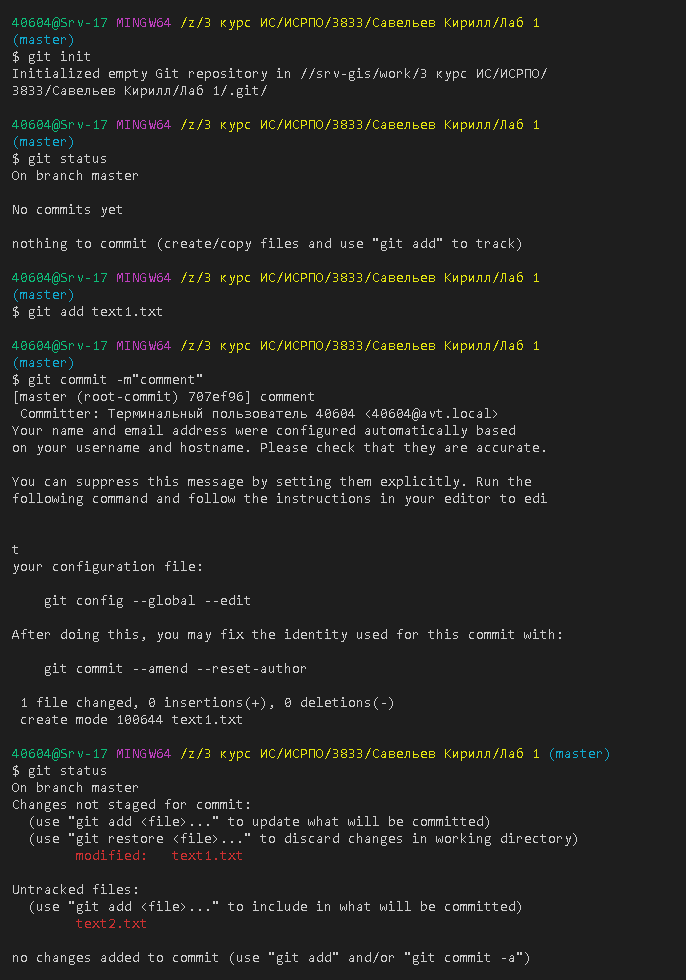 40604@Srv-17 MINGW64 /z/3 курс ИС/ИСРПО/3833/Савельев Кирилл/Лаб 1
(master)
$ git init
Initialized empty Git repository in //srv-gis/work/3 курс ИС/ИСРПО/
3833/Савельев Кирилл/Лаб 1/.git/
40604@Srv-17 MINGW64 /z/3 курс ИС/ИСРПО/3833/Савельев Кирилл/Лаб 1
(master)
$ git status
On branch master
No commits yet
nothing to commit (create/copy files and use "git add" to track)
40604@Srv-17 MINGW64 /z/3 курс ИС/ИСРПО/3833/Савельев Кирилл/Лаб 1
(master)
$ git add text1.txt
40604@Srv-17 MINGW64 /z/3 курс ИС/ИСРПО/3833/Савельев Кирилл/Лаб 1
(master)
$ git commit -m"comment"
[master (root-commit) 707ef96] comment
Committer: Терминальный пользователь 40604 <40604@avt.local>
Your name and email address were configured automatically based
on your username and hostname. Please check that they are accurate.
You can suppress this message by setting them explicitly. Run the
following command and follow the instructions in your editor to edi
t
your configuration file:
git config --global --edit
After doing this, you may fix the identity used for this commit with:
git commit --amend --reset-author
1 file changed, 0 insertions(+), 0 deletions(-)
create mode 100644 text1.txt
40604@Srv-17 MINGW64 /z/3 курс ИС/ИСРПО/3833/Савельев Кирилл/Лаб 1 (master)
$ git status
On branch master
Changes not staged for commit:
(use "git add <file>..." to update what will be committed)
(use "git restore <file>..." to discard changes in working directory)
modified:   text1.txt
Untracked files:
(use "git add <file>..." to include in what will be committed)
text2.txt
no changes added to commit (use "git add" and/or "git commit -a")